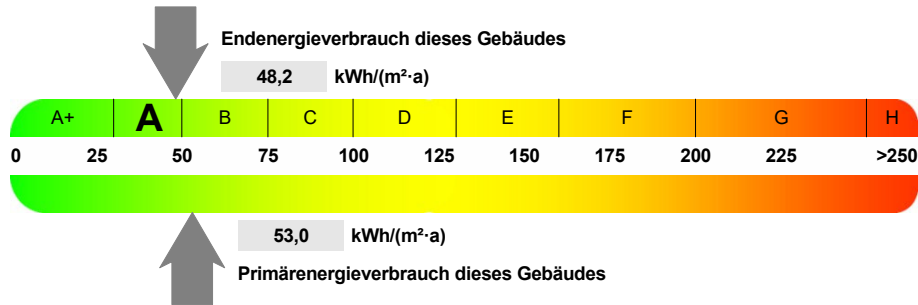 Endenergieverbrauch dieses Gebäudes
48,2 kWh/(m²·a)
A+ A B C D E F G H
0 25 50 75 100 125 150 175 200 225 >250
53,0 kWh/(m²·a)
Primärenergieverbrauch dieses Gebäudes